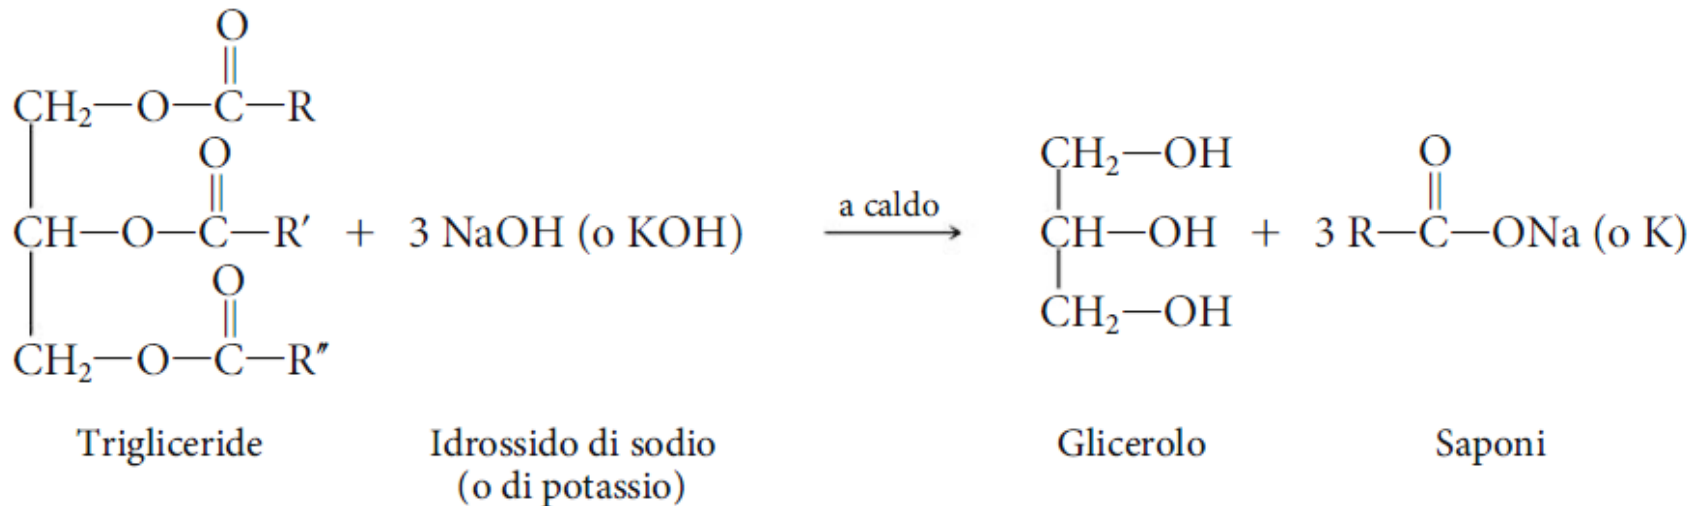 O
CH₂—O—C—R
O
CH—O—C—R′ + 3 NaOH (o KOH)
O
CH₂—O—C—R″
a caldo
CH₂—OH
CH—OH
CH₂—OH
+
O
3 R—C—ONa (o K)
Trigliceride
Idrossido di sodio
(o di potassio)
Glicerolo
Saponi